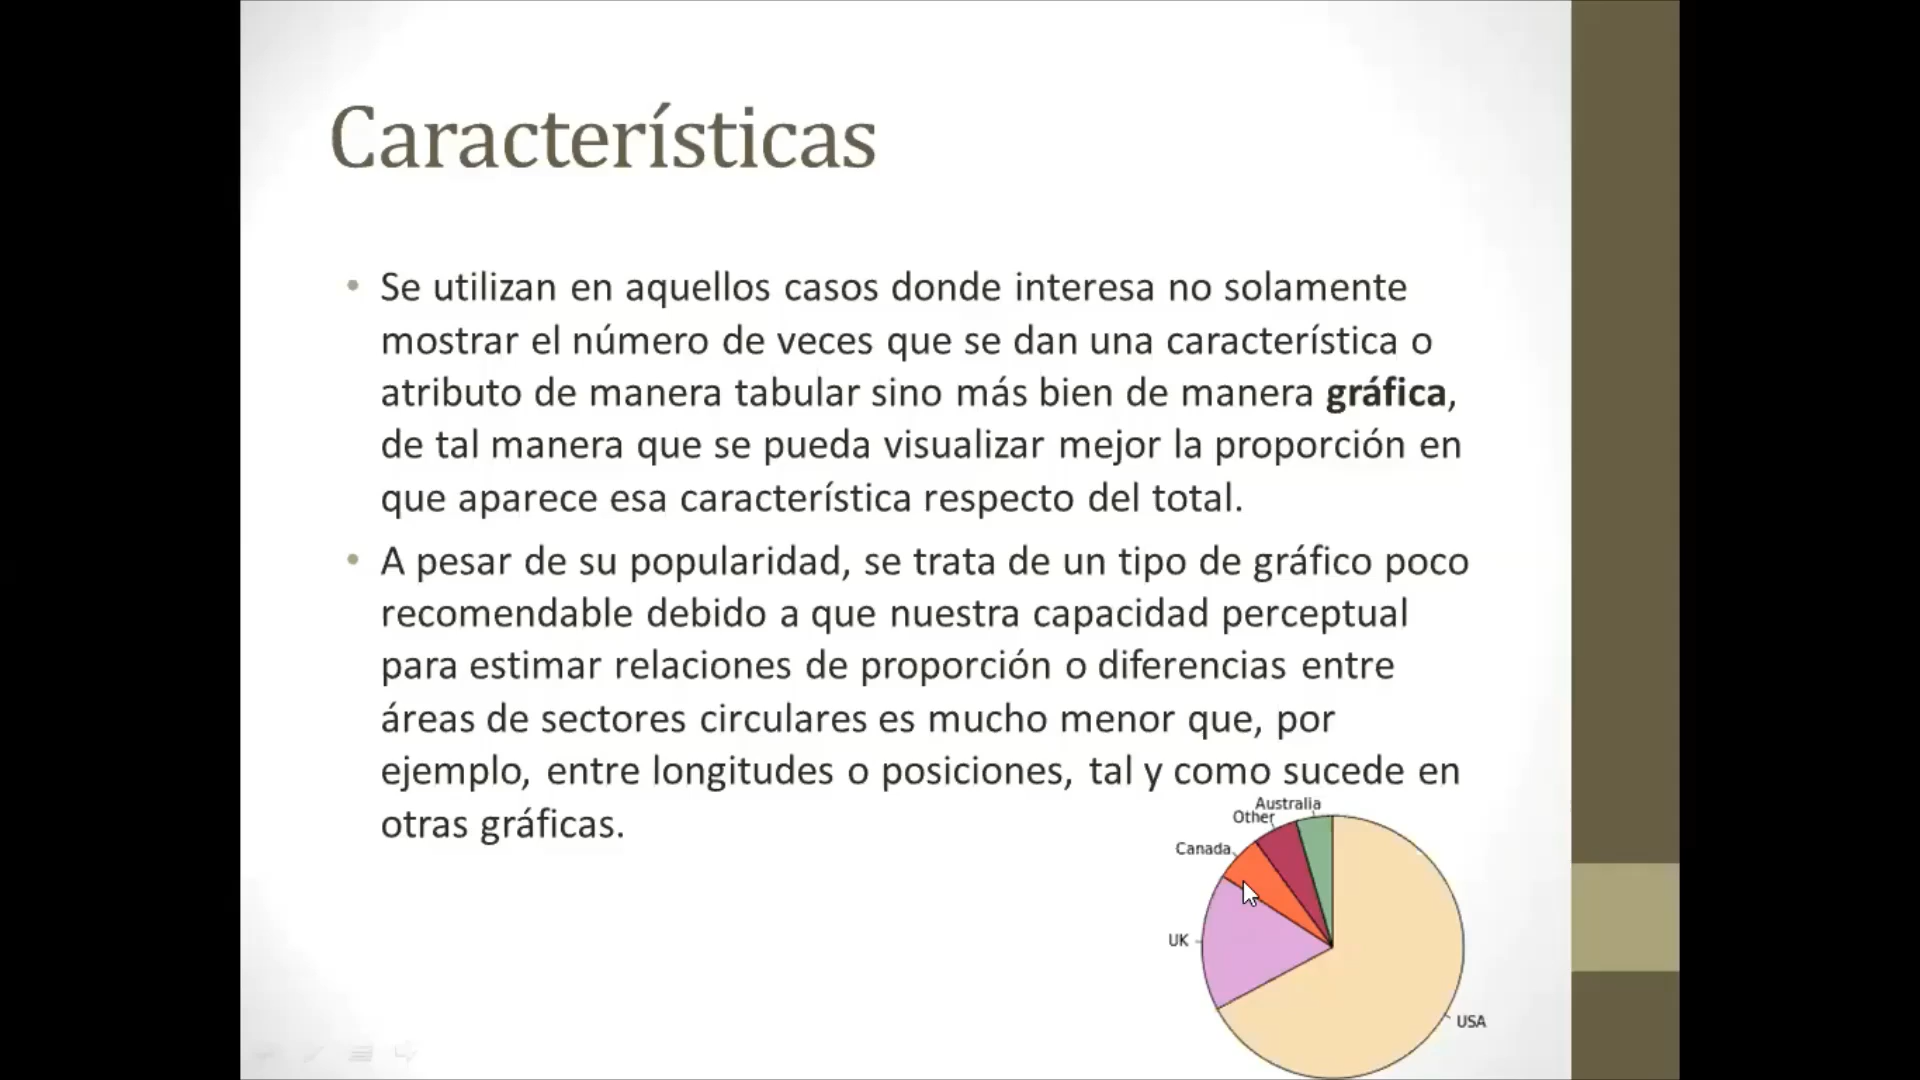 Características
• Se utilizan en aquellos casos donde interesa no solamente
mostrar el número de veces que se dan una característica o
atributo de manera tabular sino más bien de manera gráfica,
de tal manera que se pueda visualizar mejor la proporción en
que aparece esa característica respecto del total.
• A pesar de su popularidad, se trata de un tipo de gráfico poco
recomendable debido a que nuestra capacidad perceptual
para estimar relaciones de proporción o diferencias entre
áreas de sectores circulares es mucho menor que, por
ejemplo, entre longitudes o posiciones, tal y como sucede en
otras gráficas.
Australia
Other
Canada
UK
USA